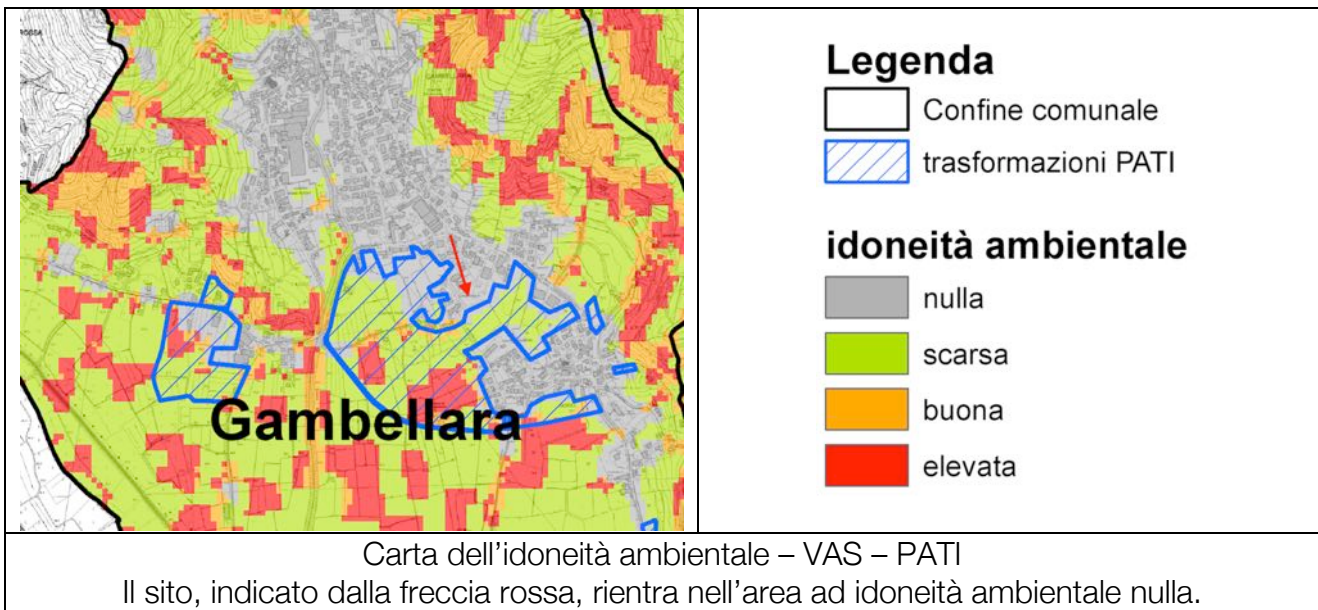 Gambellara
Legenda
Confine comunale
trasformazioni PATI
idoneità ambientale
nulla
scarsa
buona
elevata
Carta dell'idoneità ambientale – VAS – PATI
Il sito, indicato dalla freccia rossa, rientra nell'area ad idoneità ambientale nulla.